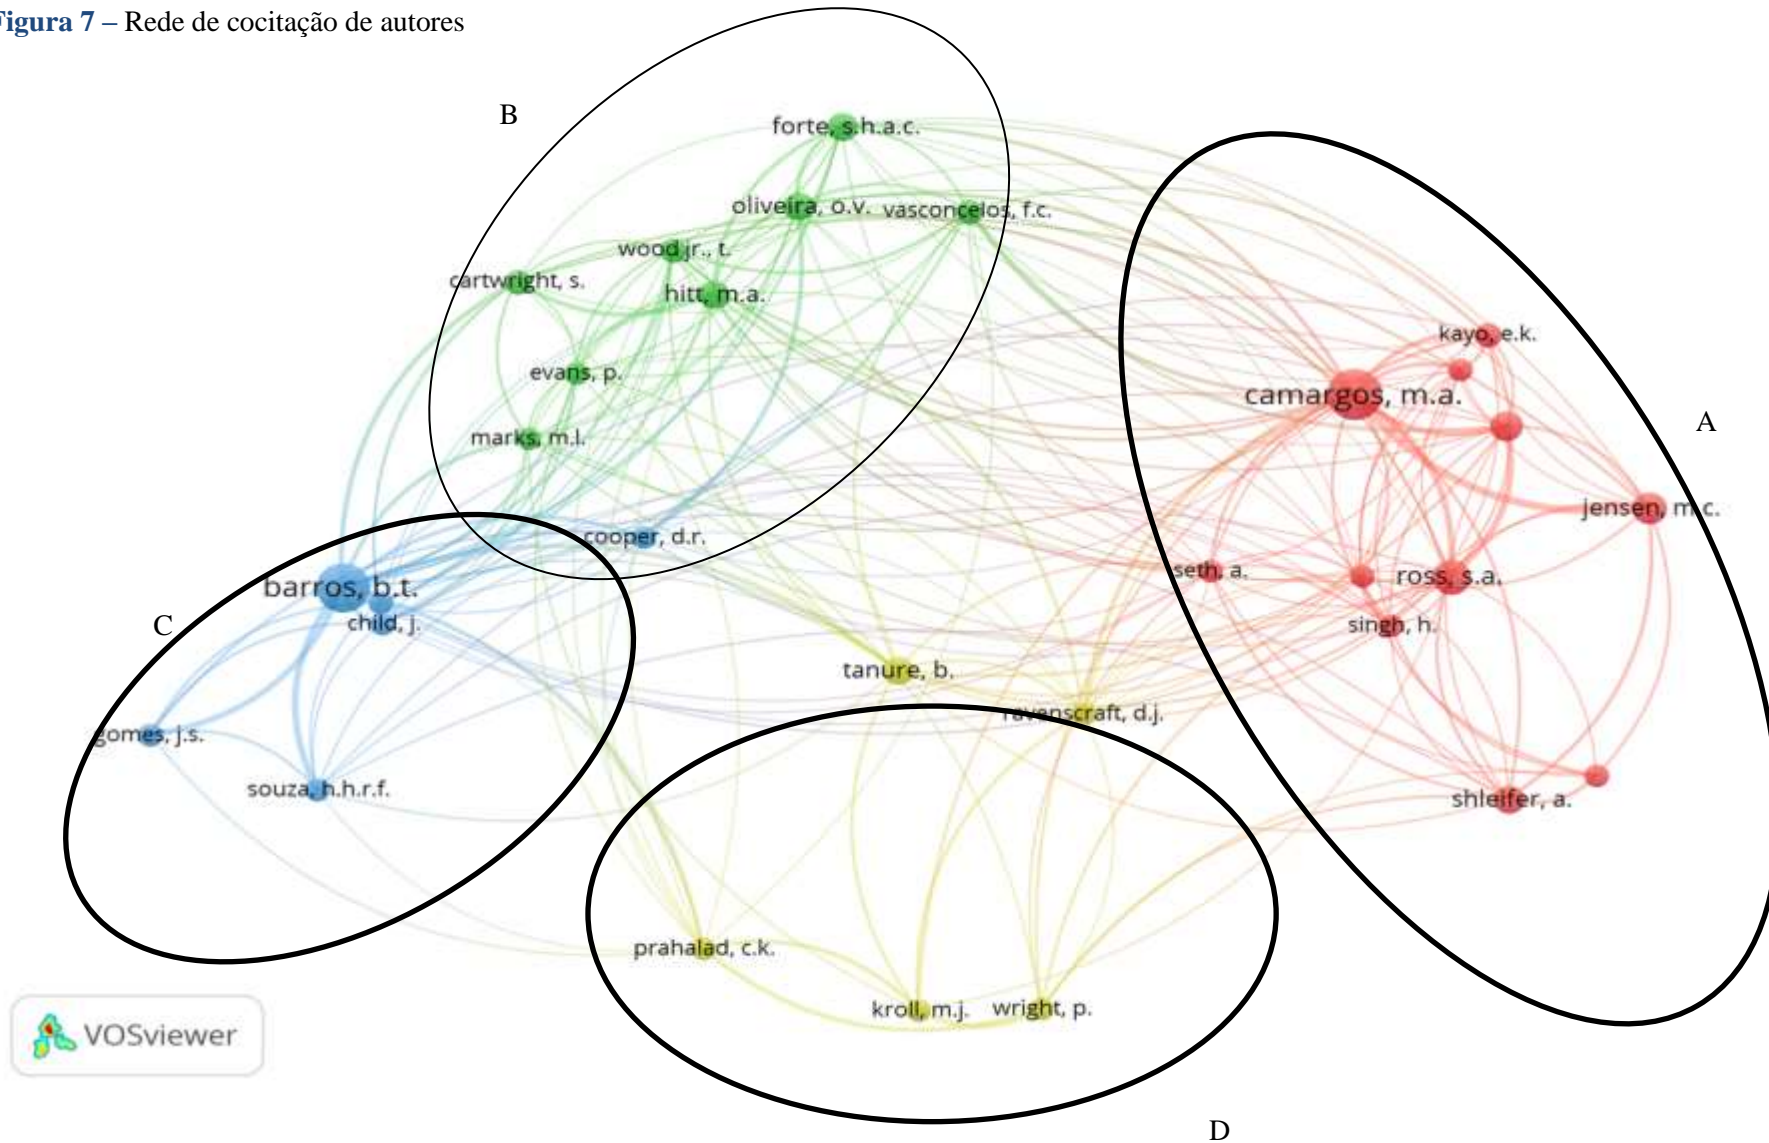 Figura 7 – Rede de cocitação de autores
B
forte, s.h.a.c.
oliveira, o.v.
vasconcelos, f.c.
wood jr., t.
cartwright, s.
hitt, m.a.
kayo, e.k.
evans, p.
camargos, m.a.
A
marks, m.l.
jensen, m.c.
cooper, d.r.
seth, a.
ross, s.a.
barros, b.t.
child, j.
C
singh, h.
tanure, b.
ravenscraft, d.j.
gomes, j.s.
souza, h.h.r.f.
shleifer, a.
prahalad, c.k.
kroll, m.j.
wright, p.
VOSviewer
D